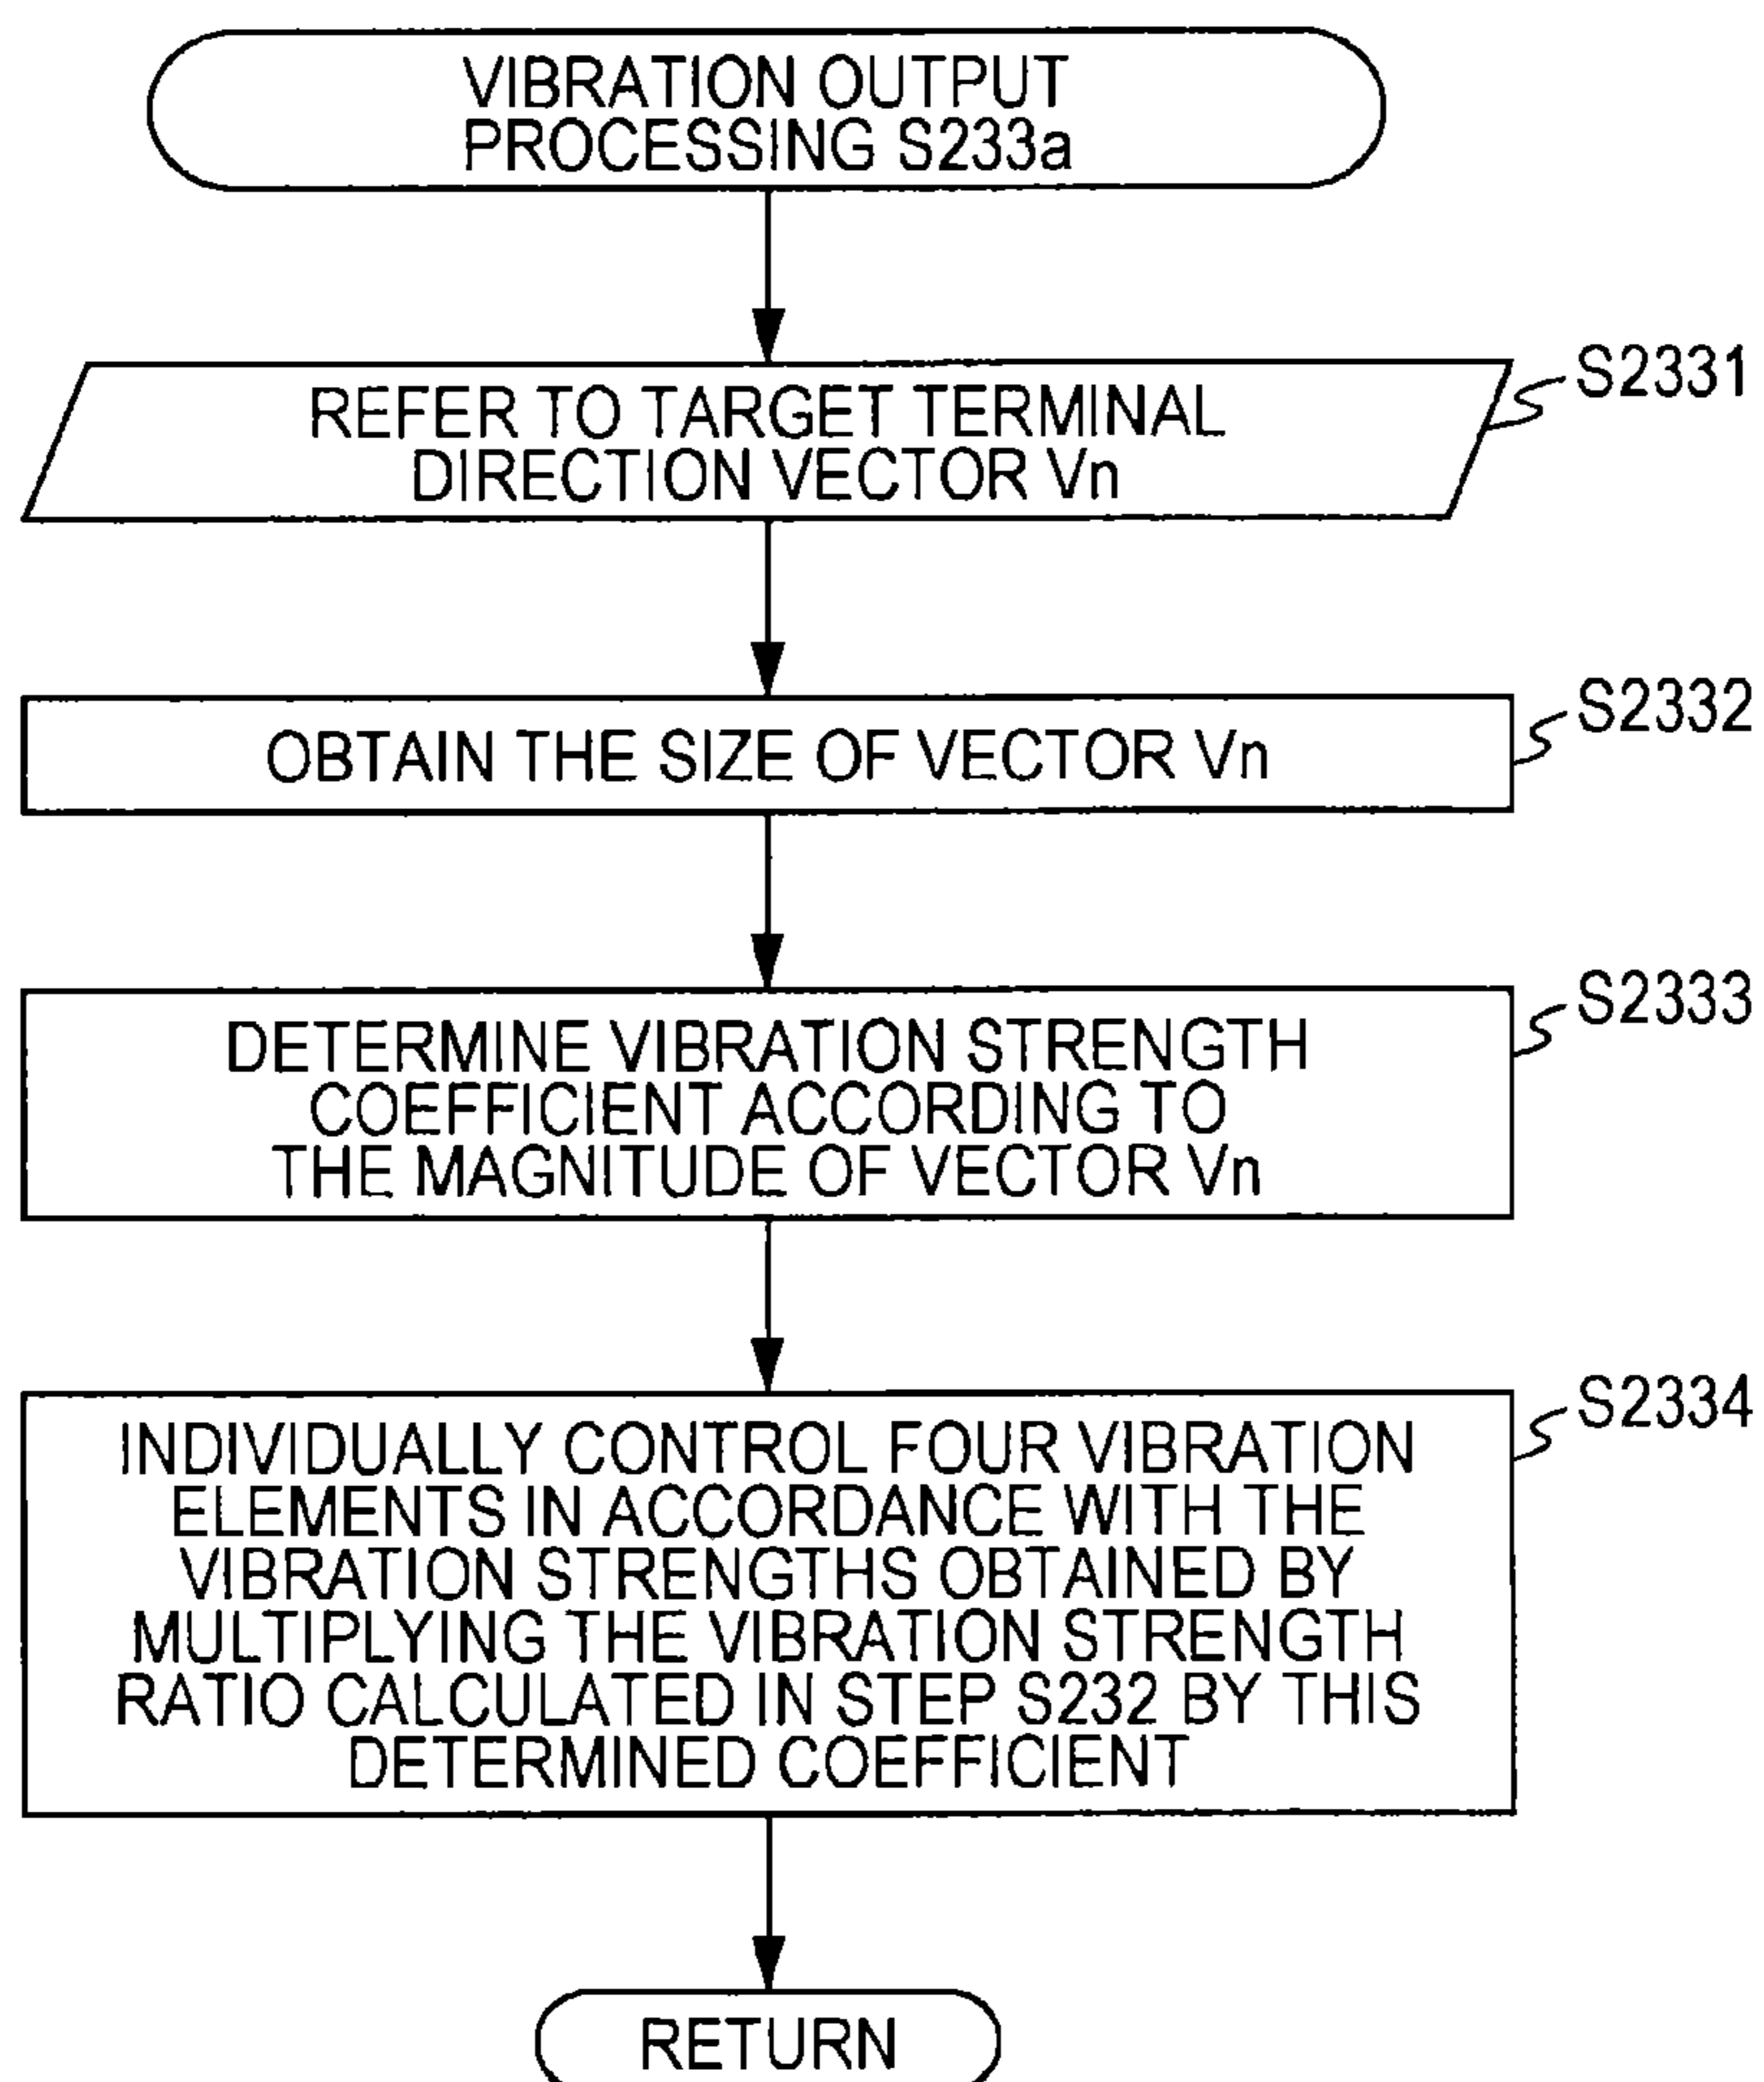 VIBRATION OUTPUT
PROCESSING S233a
REFER TO TARGET TERMINAL
DIRECTION VECTOR Vn
S2331
OBTAIN THE SIZE OF VECTOR Vn
S2332
DETERMINE VIBRATION STRENGTH
COEFFICIENT ACCORDING TO
THE MAGNITUDE OF VECTOR Vn
S2333
INDIVIDUALLY CONTROL FOUR VIBRATION
ELEMENTS IN ACCORDANCE WITH THE
VIBRATION STRENGTHS OBTAINED BY
MULTIPLYING THE VIBRATION STRENGTH
RATIO CALCULATED IN STEP S232 BY THIS
DETERMINED COEFFICIENT
S2334
RETURN